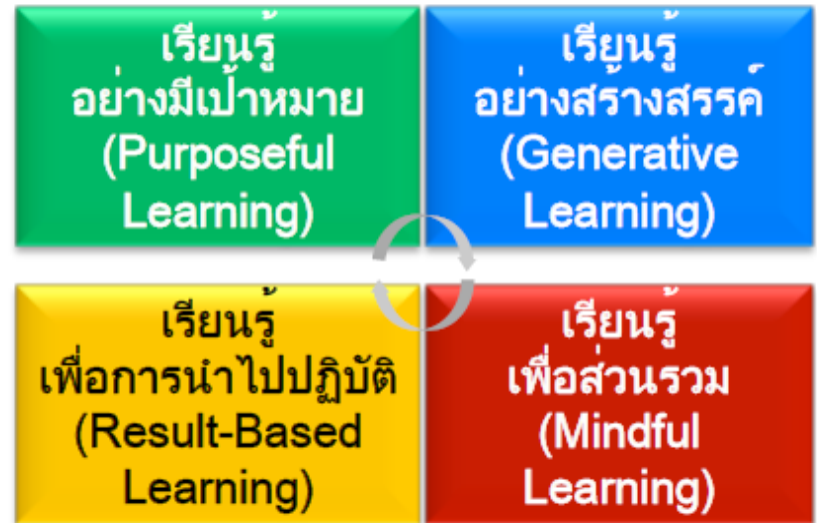 เรียนรู้
อย่างมีเป้าหมาย
(Purposeful
Learning)
เรียนรู้
อย่างสร้างสรรค์
(Generative
Learning)
เรียนรู้
เพื่อการนำไปปฏิบัติ
(Result-Based
Learning)
เรียนรู้
เพื่อส่วนรวม
(Mindful
Learning)